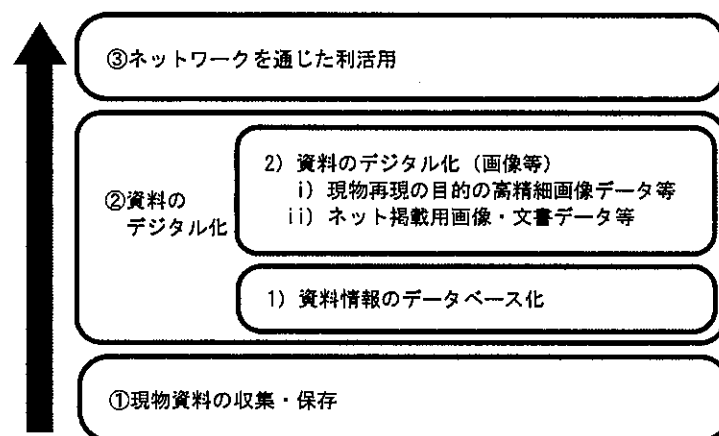 ③ネットワークを通じた利活用
2) 資料のデジタル化（画像等）
i) 現物再現の目的の高精細画像データ等
ii) ネット掲載用画像・文書データ等
②資料の
デジタル化
1) 資料情報のデータベース化
①現物資料の収集・保存